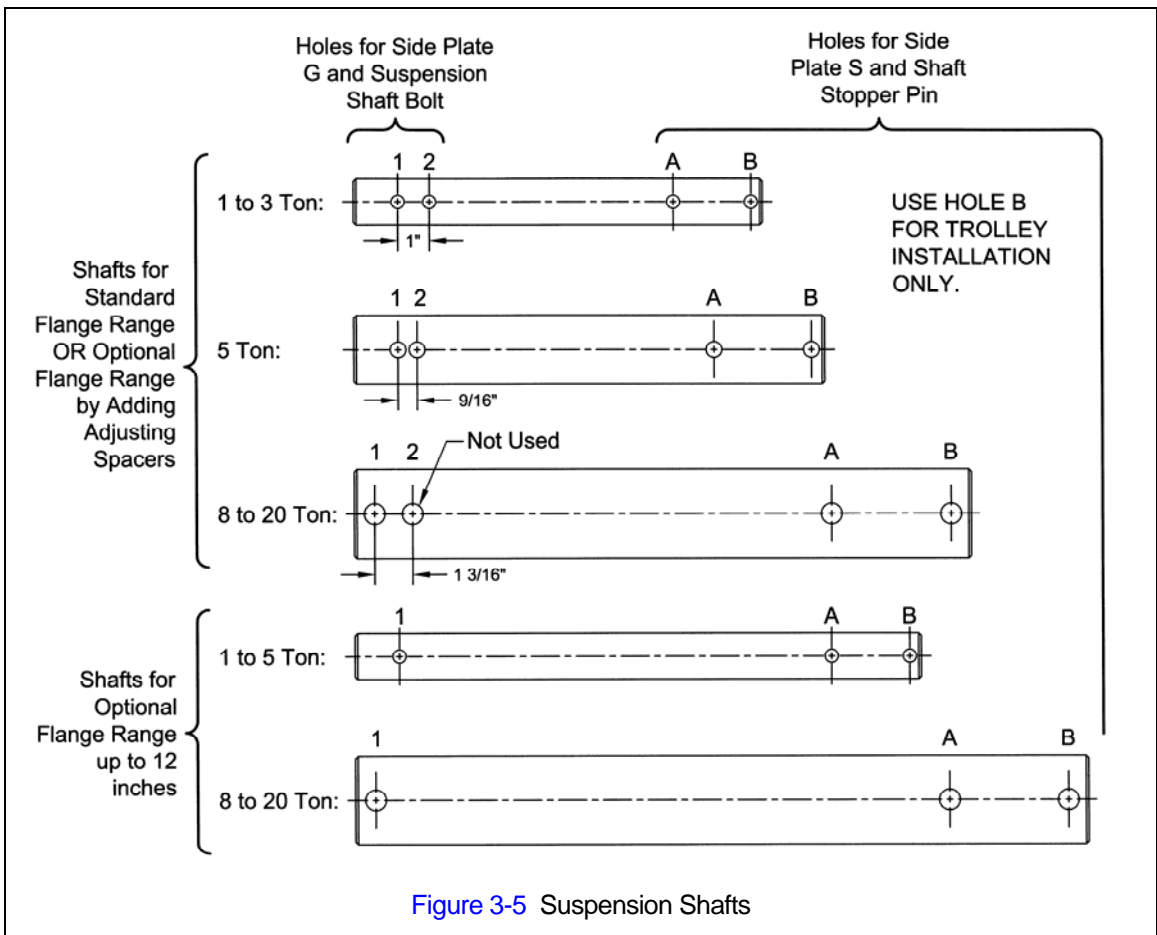 Holes for Side Plate
G and Suspension
Shaft Bolt
Holes for Side
Plate S and Shaft
Stopper Pin
1 2 A B
1 to 3 Ton:
1"
USE HOLE B
FOR TROLLEY
INSTALLATION
ONLY.
Shafts for
Standard
Flange Range
OR Optional
Flange Range
by Adding
Adjusting
Spacers
1 2 A B
5 Ton:
9/16"
Not Used
1 2 A B
8 to 20 Ton:
1 3/16"
Shafts for
Optional
Flange Range
up to 12
inches
1 A B
1 to 5 Ton:
1 A B
8 to 20 Ton:
Figure 3-5 Suspension Shafts